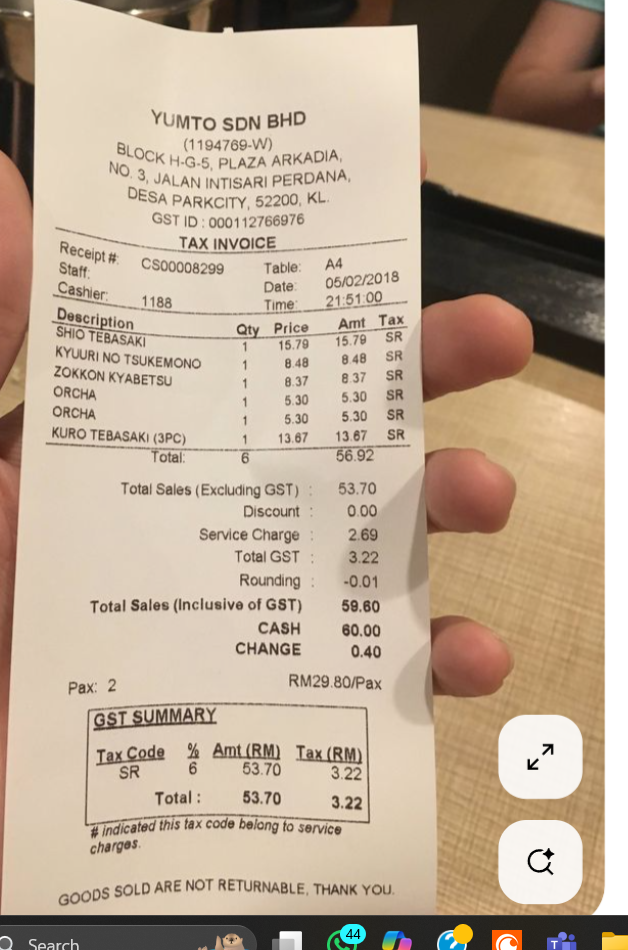 YUMTO SDN BHD
(1194769-W)
BLOCK H-G-5, PLAZA ARKADIA,
NO. 3, JALAN INTISARI PERDANA,
DESA PARKCITY, 52200, KL.
GST ID : 000112766976
TAX INVOICE
Receipt #: CS00008299 Table: A4
Staff: Date: 05/02/2018
Cashier: 1188 Time: 21:51:00
Description Qty Price Amt Tax
SHIO TEBASAKI 1 15.79 15.79 SR
KYUURI NO TSUKEMONO 1 8.48 8.48 SR
ZOKKON KYABETSU 1 8.37 8.37 SR
ORCHA 1 5.30 5.30 SR
ORCHA 1 5.30 5.30 SR
KURO TEBASAKI (3PC) 1 13.67 13.67 SR
Total: 6 56.92
Total Sales (Excluding GST) : 53.70
Discount : 0.00
Service Charge : 2.69
Total GST : 3.22
Rounding : -0.01
Total Sales (Inclusive of GST) 59.60
CASH 60.00
CHANGE 0.40
Pax: 2 RM29.80/Pax
GST SUMMARY
Tax Code % Amt (RM) Tax (RM)
SR 6 53.70 3.22
Total : 53.70 3.22
# indicated this tax code belong to service
charges.
GOODS SOLD ARE NOT RETURNABLE, THANK YOU.
Search
44